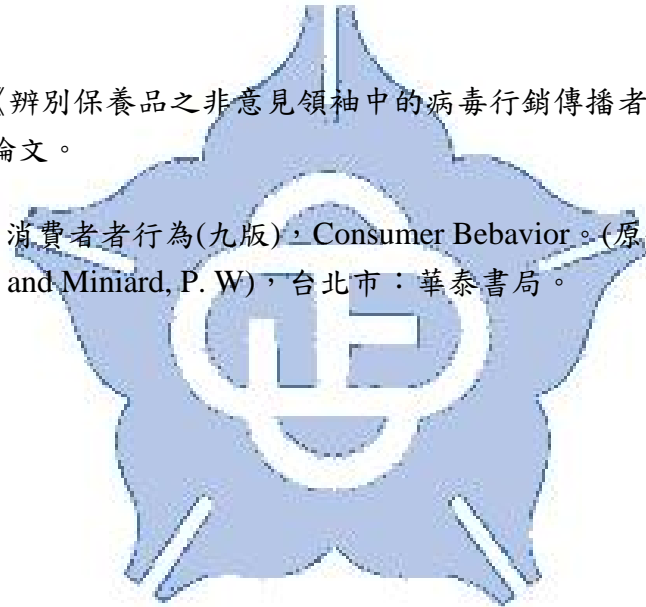 《辨別保養品之非意見領袖中的病毒行銷傳播者
論文。
消費者者行為(九版)，Consumer Bebavior。(原
and Miniard, P. W)，台北市：華泰書局。